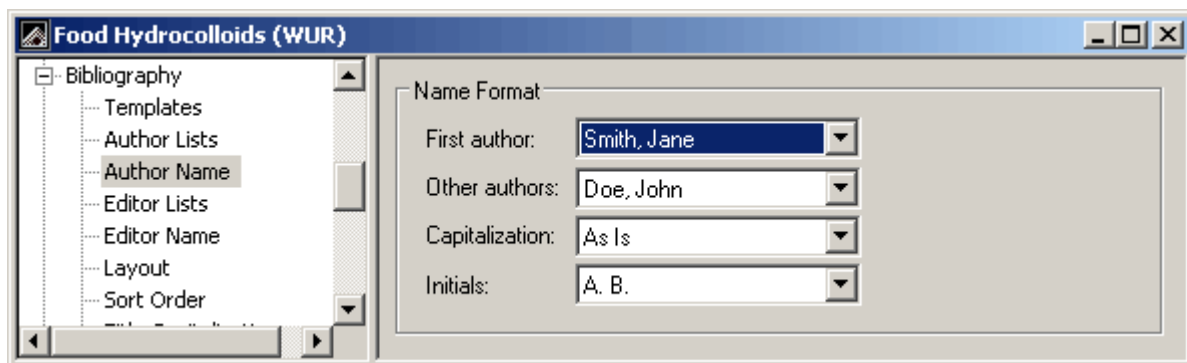 Food Hydrocolloids (WUR)
Bibliography
Templates
Author Lists
Author Name
Editor Lists
Editor Name
Layout
Sort Order
Name Format
First author: Smith, Jane
Other authors: Doe, John
Capitalization: As Is
Initials: A. B.